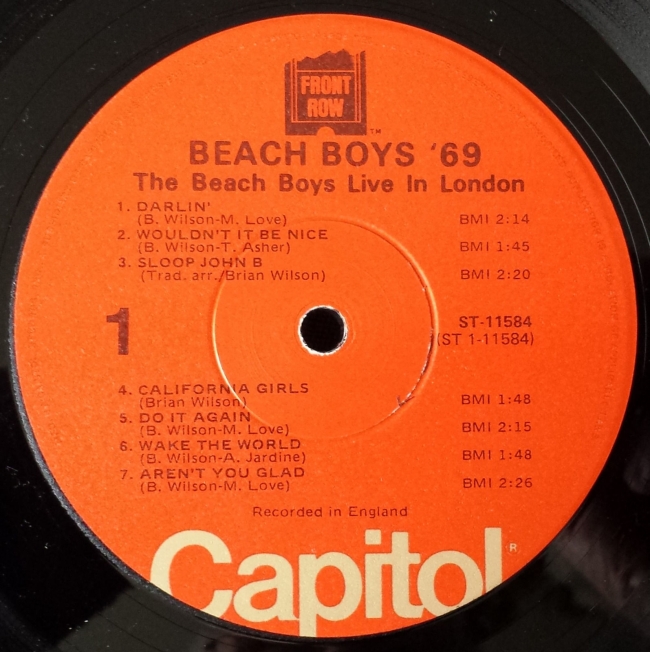 FRONT
ROW
TM
BEACH BOYS '69
The Beach Boys Live In London
1. DARLIN'
(B. Wilson-M. Love) BMI 2:14
2. WOULDN'T IT BE NICE
(B. Wilson-T. Asher) BMI 1:45
3. SLOOP JOHN B
(Trad. arr./Brian Wilson) BMI 2:20
1
ST-11584
(ST 1-11584)
4. CALIFORNIA GIRLS
(Brian Wilson) BMI 1:48
5. DO IT AGAIN
(B. Wilson-M. Love) BMI 2:15
6. WAKE THE WORLD
(B. Wilson-A. Jardine) BMI 1:48
7. AREN'T YOU GLAD
(B. Wilson-M. Love) BMI 2:26
Recorded in England
Capitol
R